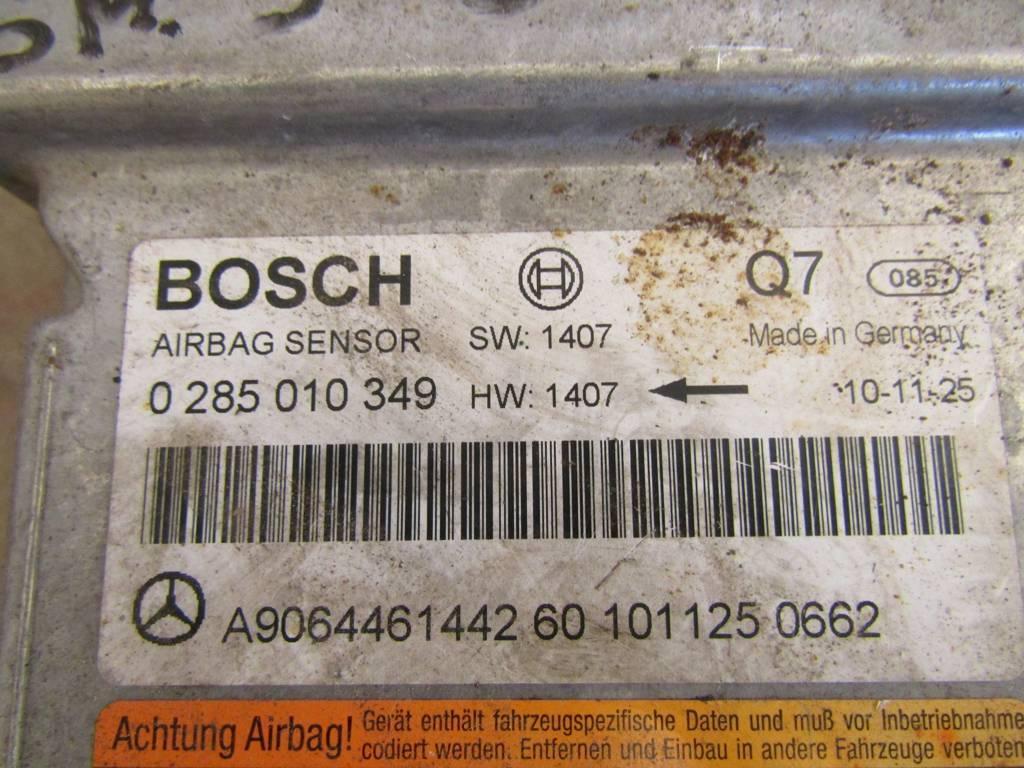 BOSCH Q7 085
AIRBAG SENSOR SW: 1407 Made in Germany
0 285 010 349 HW: 1407 10-11-25
A9064461442 60 101125 0662
Achtung Airbag! Gerät enthält fahrzeugspezifische Daten und muß vor Inbetriebnahme
codiert werden. Entfernen und Einbau in andere Fahrzeuge verboten